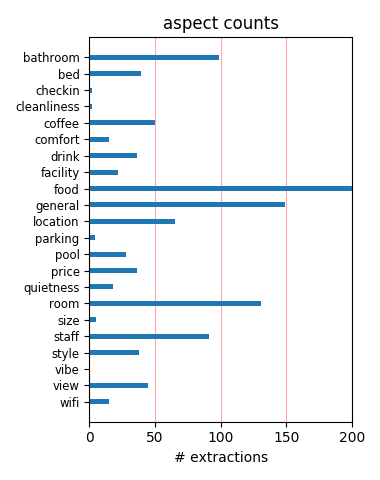 aspect counts
bathroom
bed
checkin
cleanliness
coffee
comfort
drink
facility
food
general
location
parking
pool
price
quietness
room
size
staff
style
vibe
view
wifi
0 50 100 150 200
# extractions